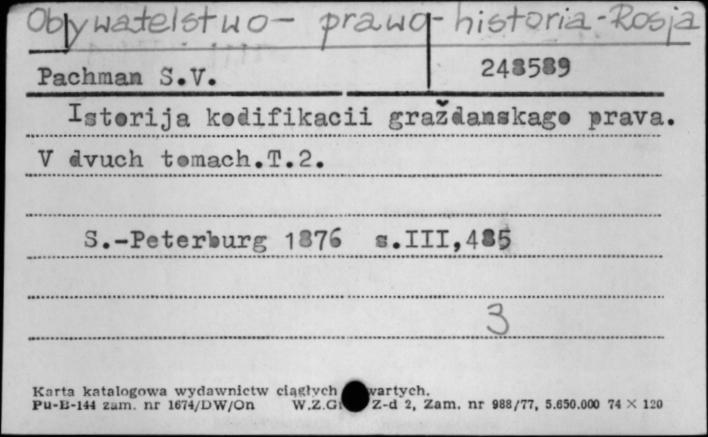 Obywatelstwo - prawo - historia - Rosja
Pachman S.V.
248589
Istorija kodifikacii graždanskago prava.
V dvuch tomach.T.2.
S.-Peterburg 1876 s.III,485
3
Karta katalogowa wydawnictw ciągłych wartych.
Pu-B-144 zam. nr 1674/DW/On W.Z.G Z-d 2, Zam. nr 988/77, 5.650.000 74 × 120